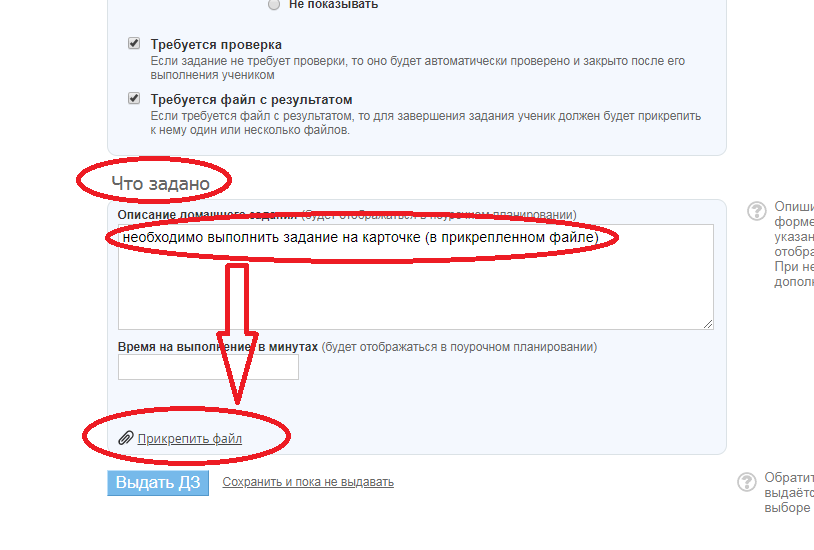 Не показывать
Требуется проверка
Если задание не требует проверки, то оно будет автоматически проверено и закрыто после его
выполнения учеником
Требуется файл с результатом
Если требуется файл с результатом, то для завершения задания ученик должен будет прикрепить
к нему один или несколько файлов.
Что задано
Описание домашнего задания (будет отображаться в поурочном планировании)
необходимо выполнить задание на карточке (в прикрепленном файле)
Время на выполнение в минутах (будет отображаться в поурочном планировании)
Прикрепить файл
Выдать ДЗ
Сохранить и пока не выдавать
? Опиши
форме
указан
отобра
При не
дополн
? Обратит
выдаётс
выборе